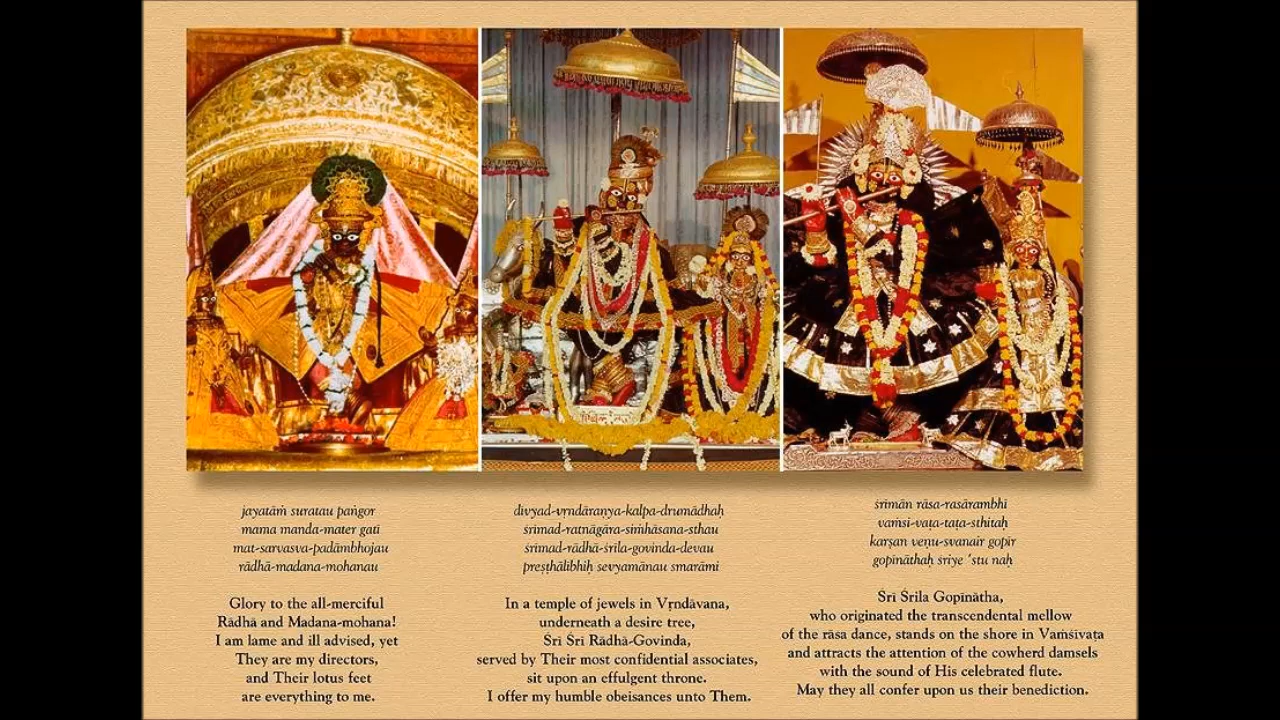 jayatāṁ suratau paṅgor
mama manda-mater gatī
mat-sarvasva-padāmbhojau
rādhā-madana-mohanau
Glory to the all-merciful
Rādhā and Madana-mohana!
I am lame and ill advised, yet
They are my directors,
and Their lotus feet
are everything to me.
dīvyad-vṛndāraṇya-kalpa-drumādhaḥ
śrīmad-ratnāgāra-siṁhāsana-sthau
śrīmad-rādhā-śrīla-govinda-devau
preṣṭhālībhiḥ sevyamānau smarāmi
In a temple of jewels in Vṛndāvana,
underneath a desire tree,
Śrī Śrī Rādhā-Govinda,
served by Their most confidential associates,
sit upon an effulgent throne.
I offer my humble obeisances unto Them.
śrīmān rāsa-rasārambhī
vaṁsī-vaṭa-taṭa-sthitaḥ
karṣan veṇu-svanair gopīr
gopīnāthaḥ śriye 'stu naḥ
Śrī Śrīla Gopīnātha,
who originated the transcendental mellow
of the rāsa dance, stands on the shore in Vaṁśīvaṭa
and attracts the attention of the cowherd damsels
with the sound of His celebrated flute.
May they all confer upon us their benediction.